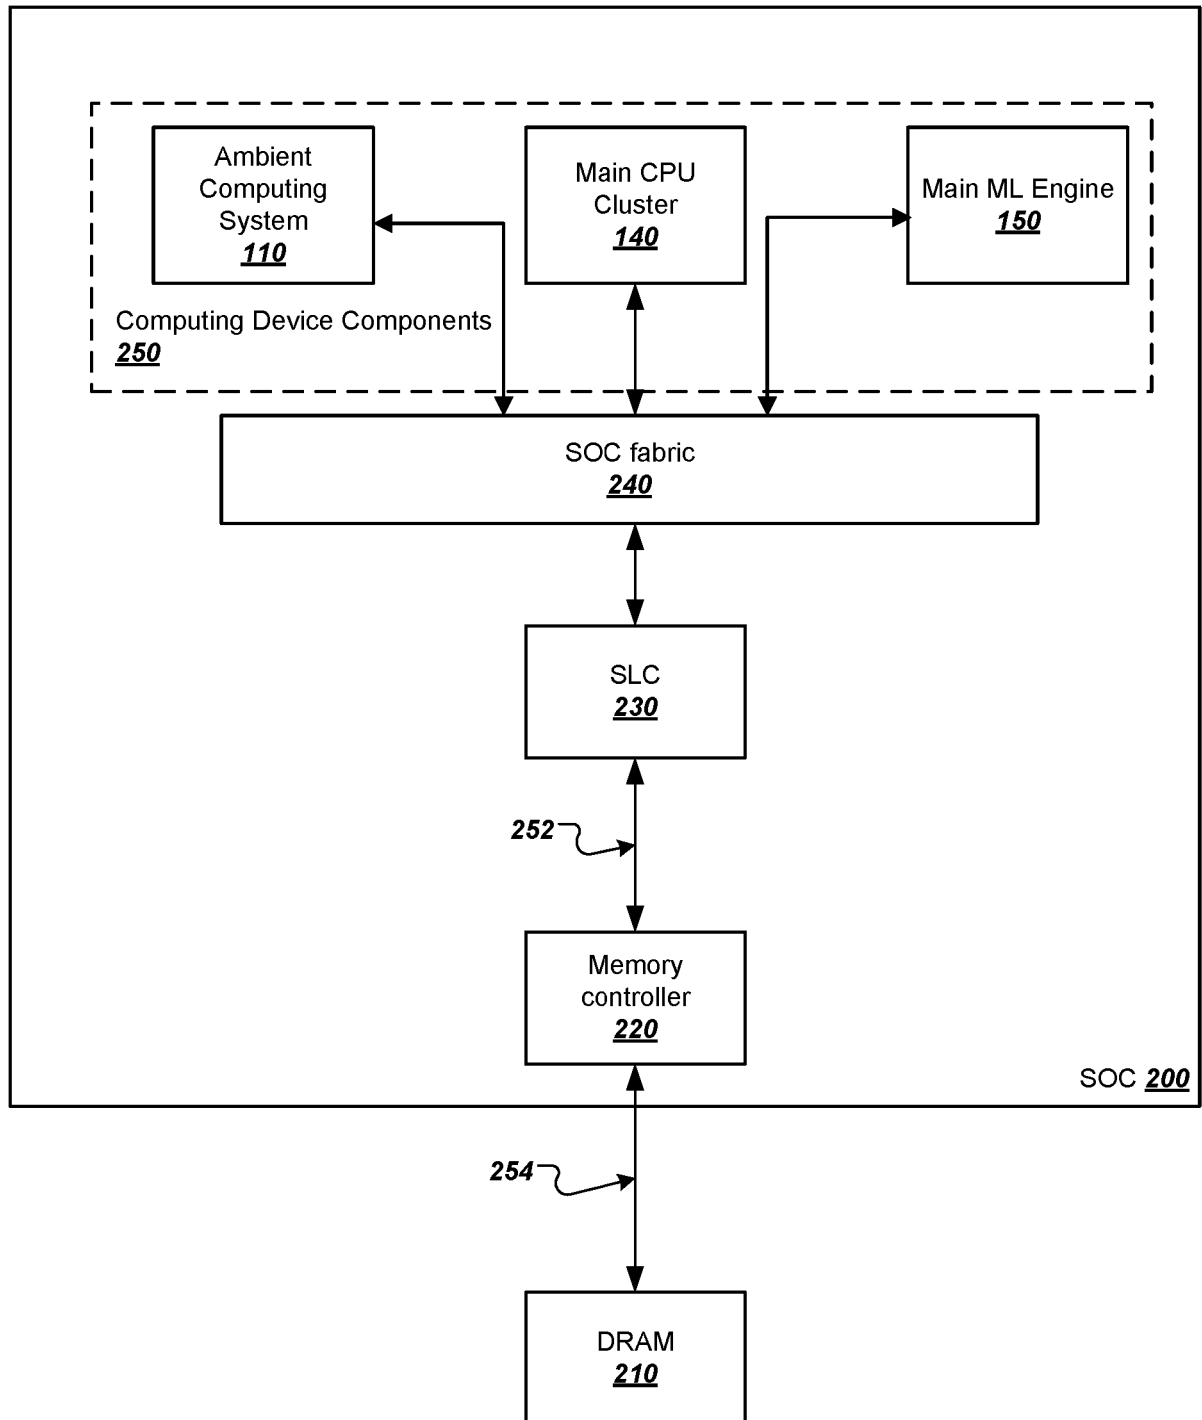 Ambient
Computing
System
110
Main CPU
Cluster
140
Main ML Engine
150
Computing Device Components
250
SOC fabric
240
SLC
230
252
Memory
controller
220
SOC 200
254
DRAM
210